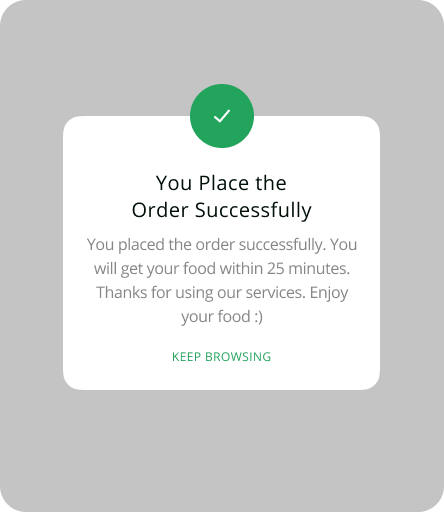 You Place the
Order Successfully
You placed the order successfully. You
will get your food within 25 minutes.
Thanks for using our services. Enjoy
your food :)
KEEP BROWSING